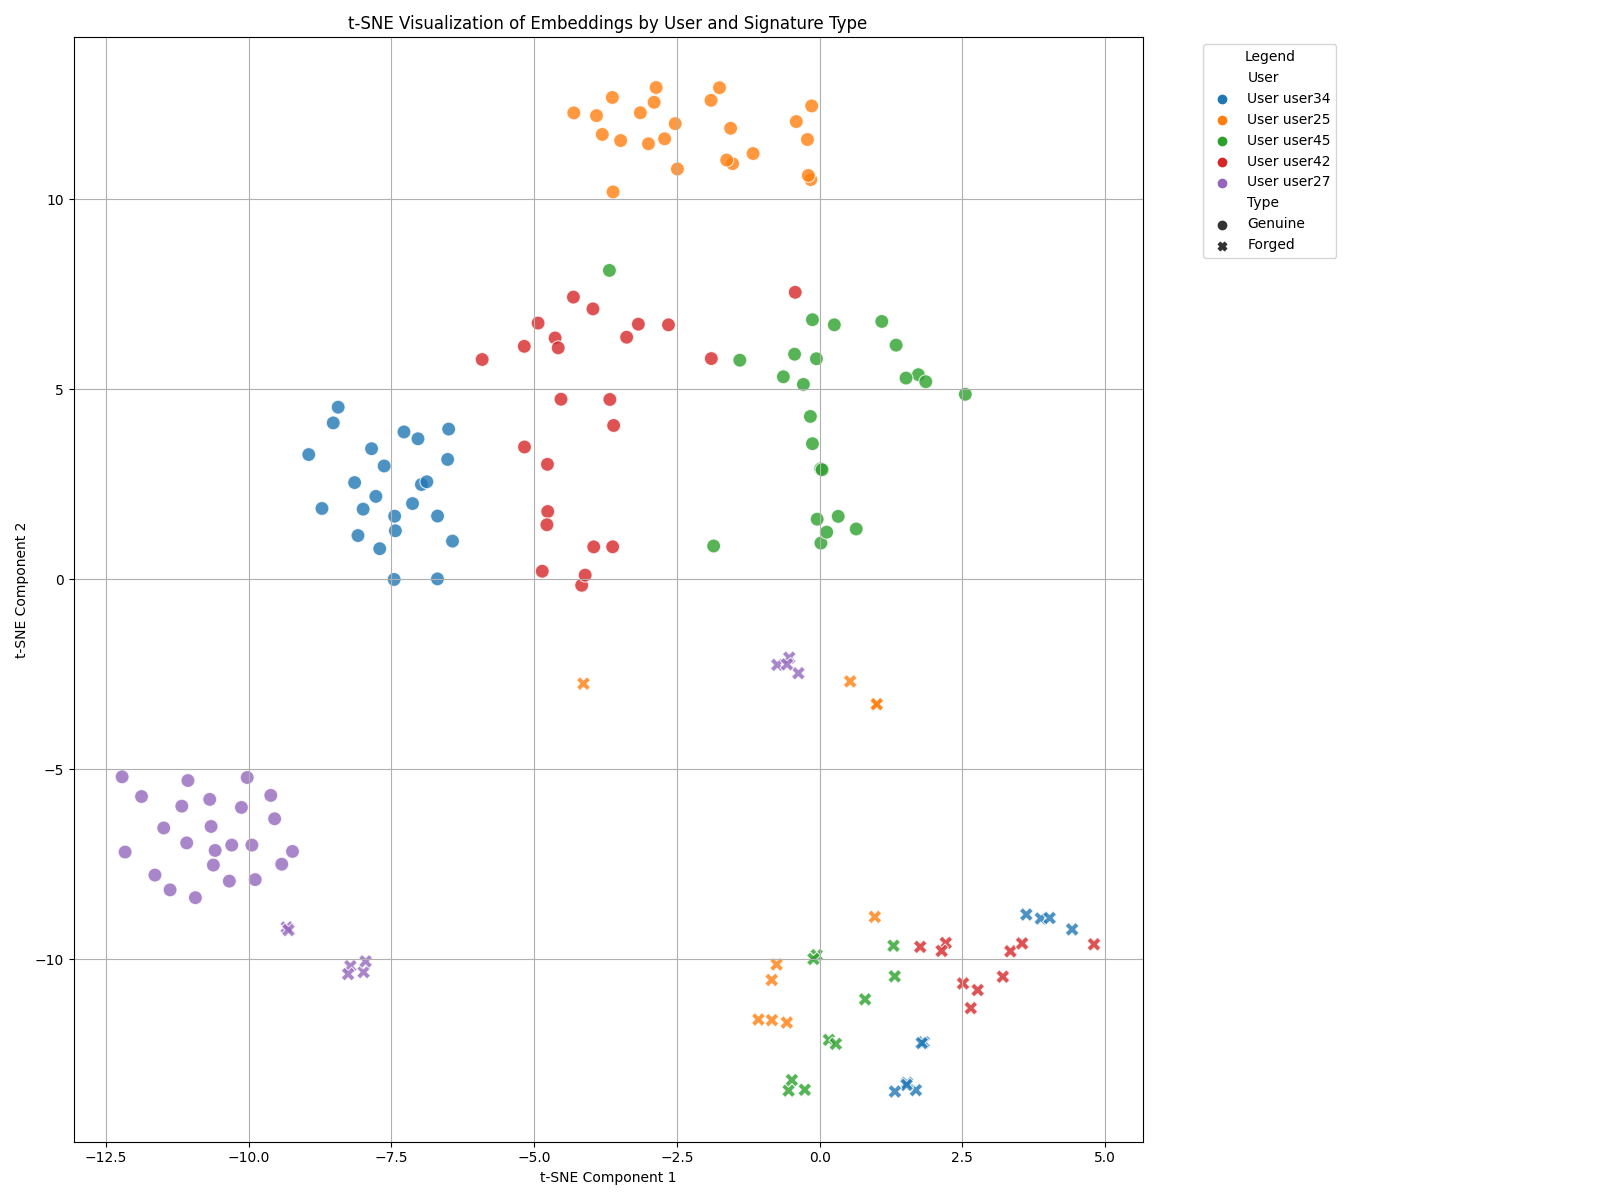 t-SNE Visualization of Embeddings by User and Signature Type
Legend
User
User user34
User user25
User user45
User user42
User user27
Type
Genuine
Forged
t-SNE Component 2
10
5
0
−5
−10
−12.5
−10.0
−7.5
−5.0
−2.5
0.0
2.5
5.0
t-SNE Component 1